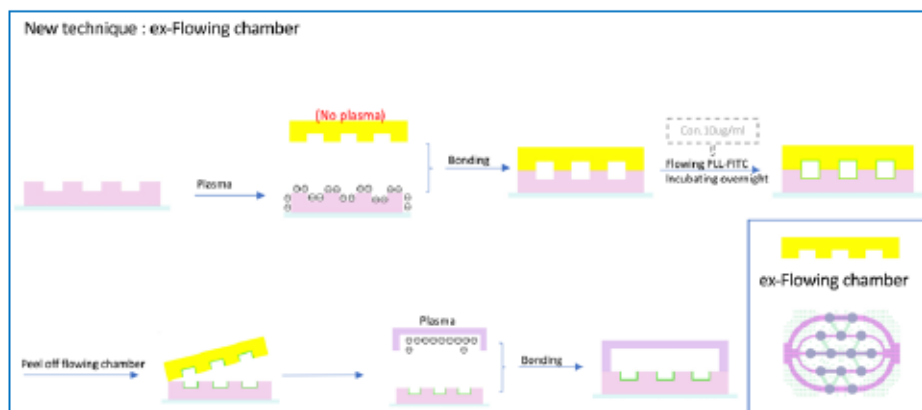 New technique : ex-Flowing chamber
(No plasma)
Con.10ug/ml
Plasma
Bonding
Flowing PLL-FITC
Incubating overnight
ex-Flowing chamber
Peel off flowing chamber
Plasma
Bonding